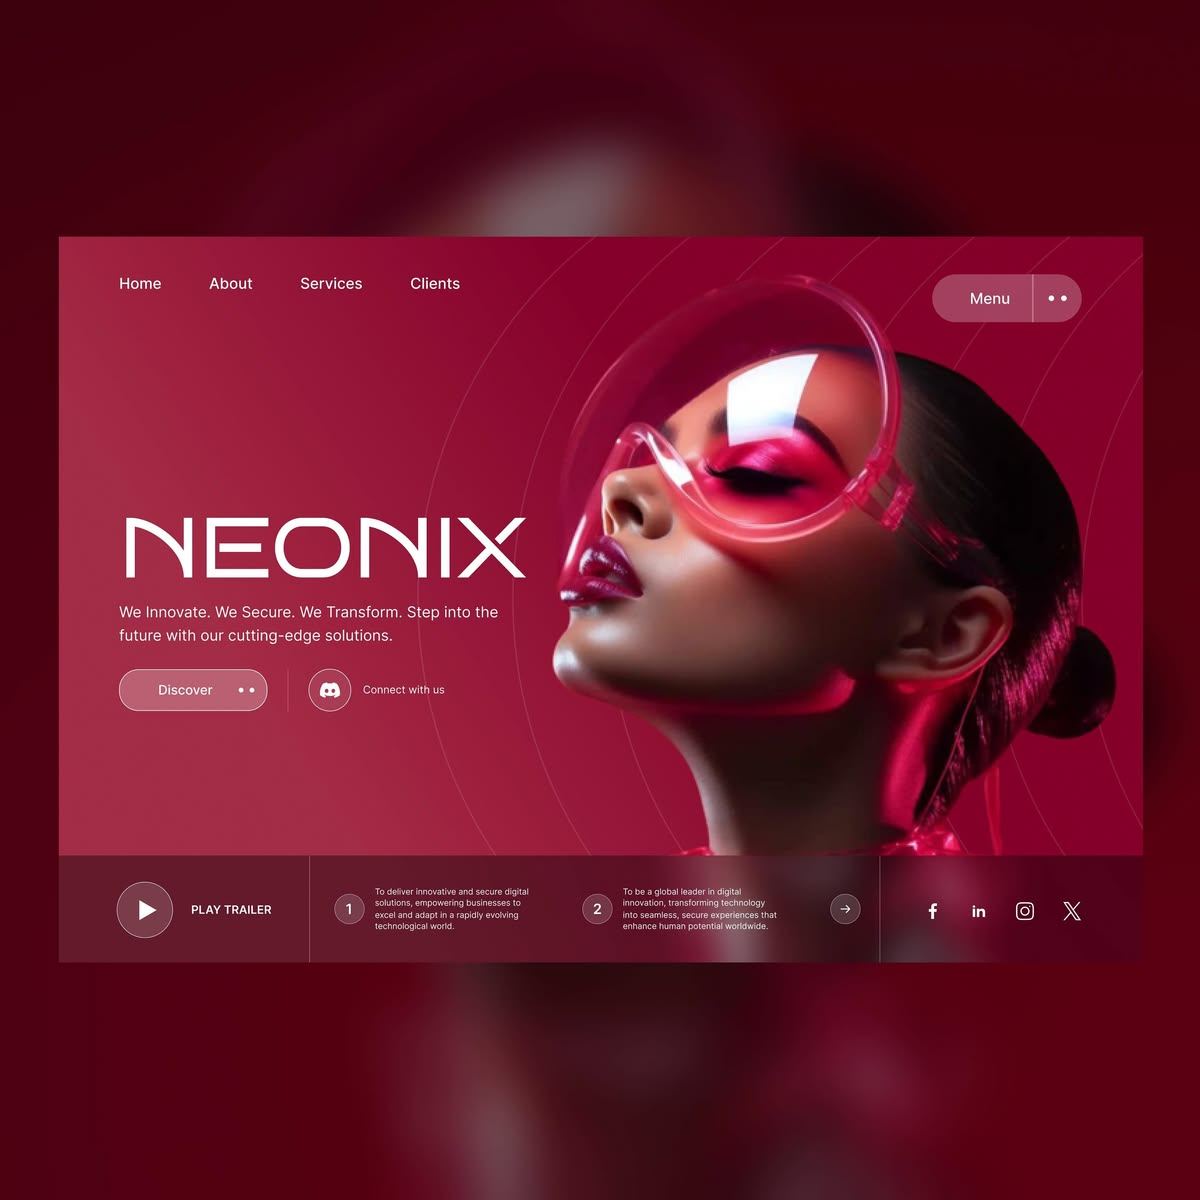 Home About Services Clients
Menu
NEONIX
We Innovate. We Secure. We Transform. Step into the
future with our cutting-edge solutions.
Discover
Connect with us
PLAY TRAILER
1
To deliver innovative and secure digital
solutions, empowering businesses to
excel and adapt in a rapidly evolving
technological world.
2
To be a global leader in digital
innovation, transforming technology
into seamless, secure experiences that
enhance human potential worldwide.
f in X